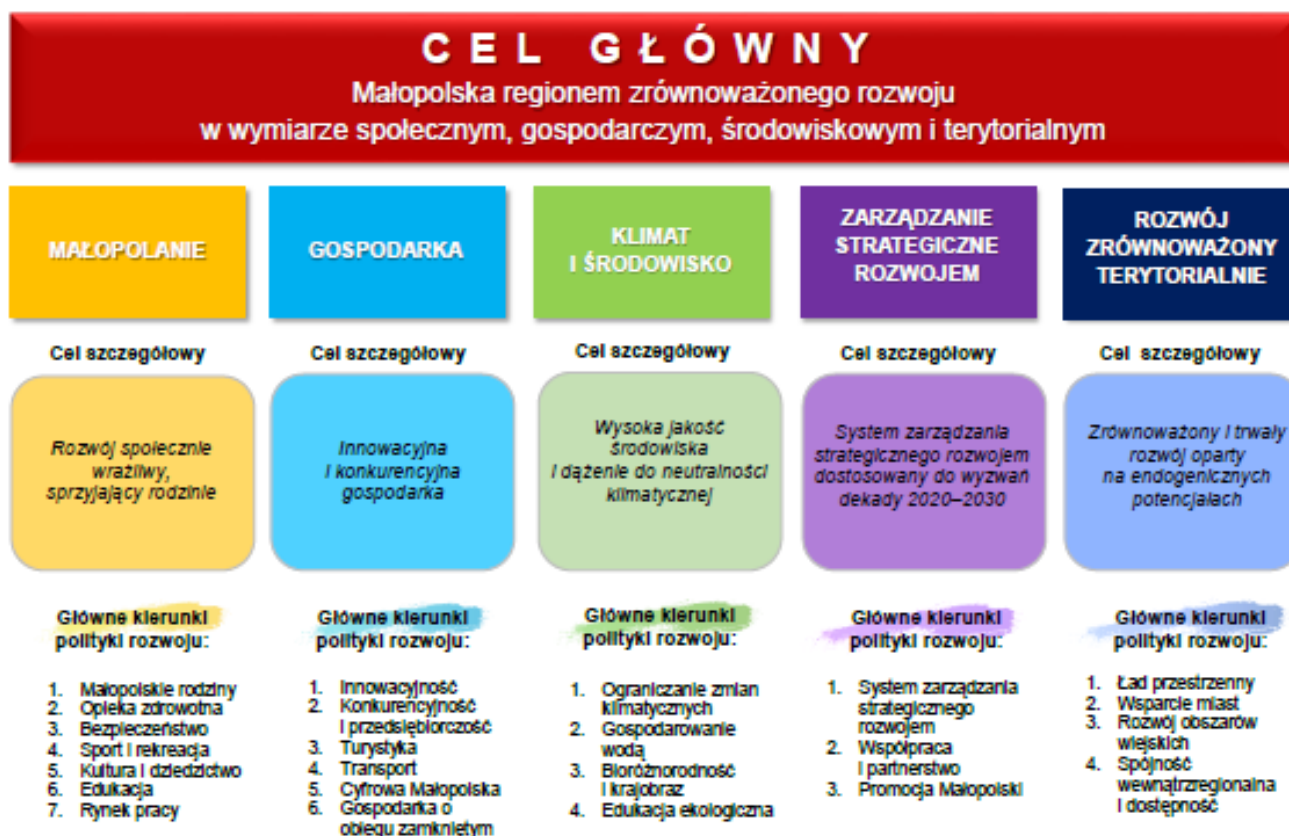 CEL GŁÓWNY
Małopolska regionem zrównoważonego rozwoju
w wymiarze społecznym, gospodarczym, środowiskowym i terytorialnym
MAŁOPOLANIE
GOSPODARKA
KLIMAT
I ŚRODOWISKO
ZARZĄDZANIE
STRATEGICZNE
ROZWOJEM
ROZWÓJ
ZRÓWNOWAŻONY
TERYTORIALNIE
Cel szczegółowy
Cel szczegółowy
Cel szczegółowy
Cel szczegółowy
Cel szczegółowy
Rozwój społecznie
wrażliwy,
sprzyjający rodzinie
Innowacyjna
i konkurencyjna
gospodarka
Wysoka jakość
środowiska
i dążenie do neutralności
klimatycznej
System zarządzania
strategicznego rozwojem
dostosowany do wyzwań
dekady 2020–2030
Zrównoważony i trwały
rozwój oparty
na endogenicznych
potencjałach
Główne kierunki
polityki rozwoju:
1. Małopolskie rodziny
2. Opieka zdrowotna
3. Bezpieczeństwo
4. Sport i rekreacja
5. Kultura i dziedzictwo
6. Edukacja
7. Rynek pracy
Główne kierunki
polityki rozwoju:
1. Innowacyjność
2. Konkurencyjność
i przedsiębiorczość
3. Turystyka
4. Transport
5. Cyfrowa Małopolska
6. Gospodarka o
obiegu zamkniętym
Główne kierunki
polityki rozwoju:
1. Ograniczanie zmian
klimatycznych
2. Gospodarowanie
wodą
3. Bioróżnorodność
i krajobraz
4. Edukacja ekologiczna
Główne kierunki
polityki rozwoju:
1. System zarządzania
strategicznego
rozwojem
2. Współpraca
i partnerstwo
3. Promocja Małopolski
Główne kierunki
polityki rozwoju:
1. Ład przestrzenny
2. Wsparcie miast
3. Rozwój obszarów
wiejskich
4. Spójność
wewnątrzregionalna
i dostępność